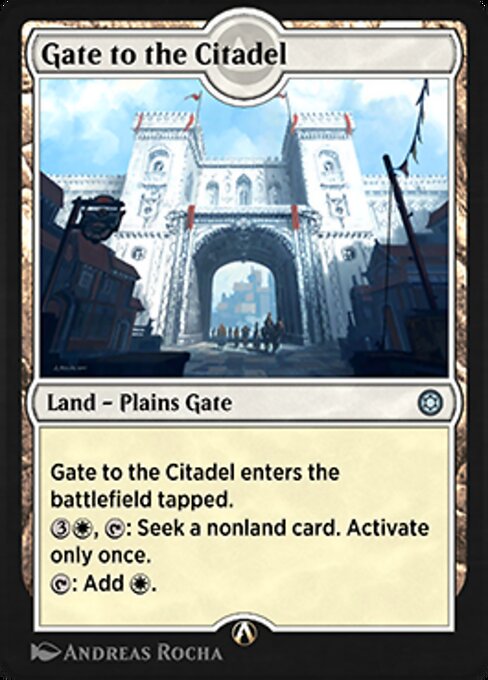 Gate to the Citadel
Land – Plains Gate
Gate to the Citadel enters the
battlefield tapped.
3, : Seek a nonland card. Activate
only once.
: Add .
ANDREAS ROCHA